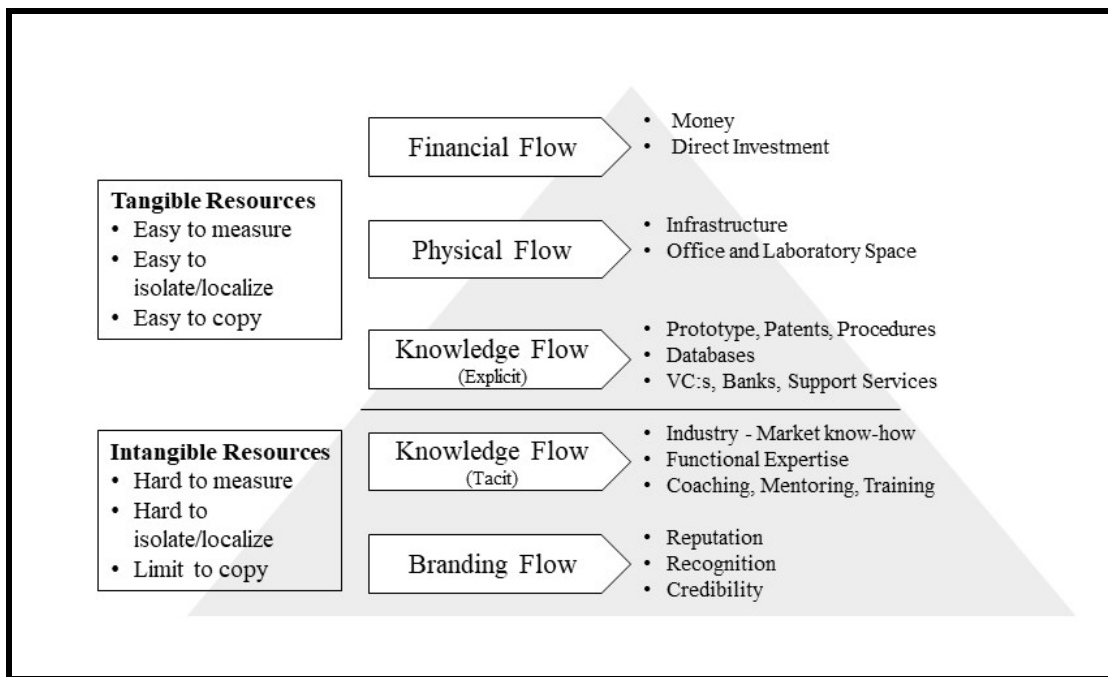 Tangible Resources
• Easy to measure
• Easy to
isolate/localize
• Easy to copy
Financial Flow
• Money
• Direct Investment
Physical Flow
• Infrastructure
• Office and Laboratory Space
Knowledge Flow
(Explicit)
• Prototype, Patents, Procedures
• Databases
• VC:s, Banks, Support Services
Intangible Resources
• Hard to measure
• Hard to
isolate/localize
• Limit to copy
Knowledge Flow
(Tacit)
• Industry - Market know-how
• Functional Expertise
• Coaching, Mentoring, Training
Branding Flow
• Reputation
• Recognition
• Credibility